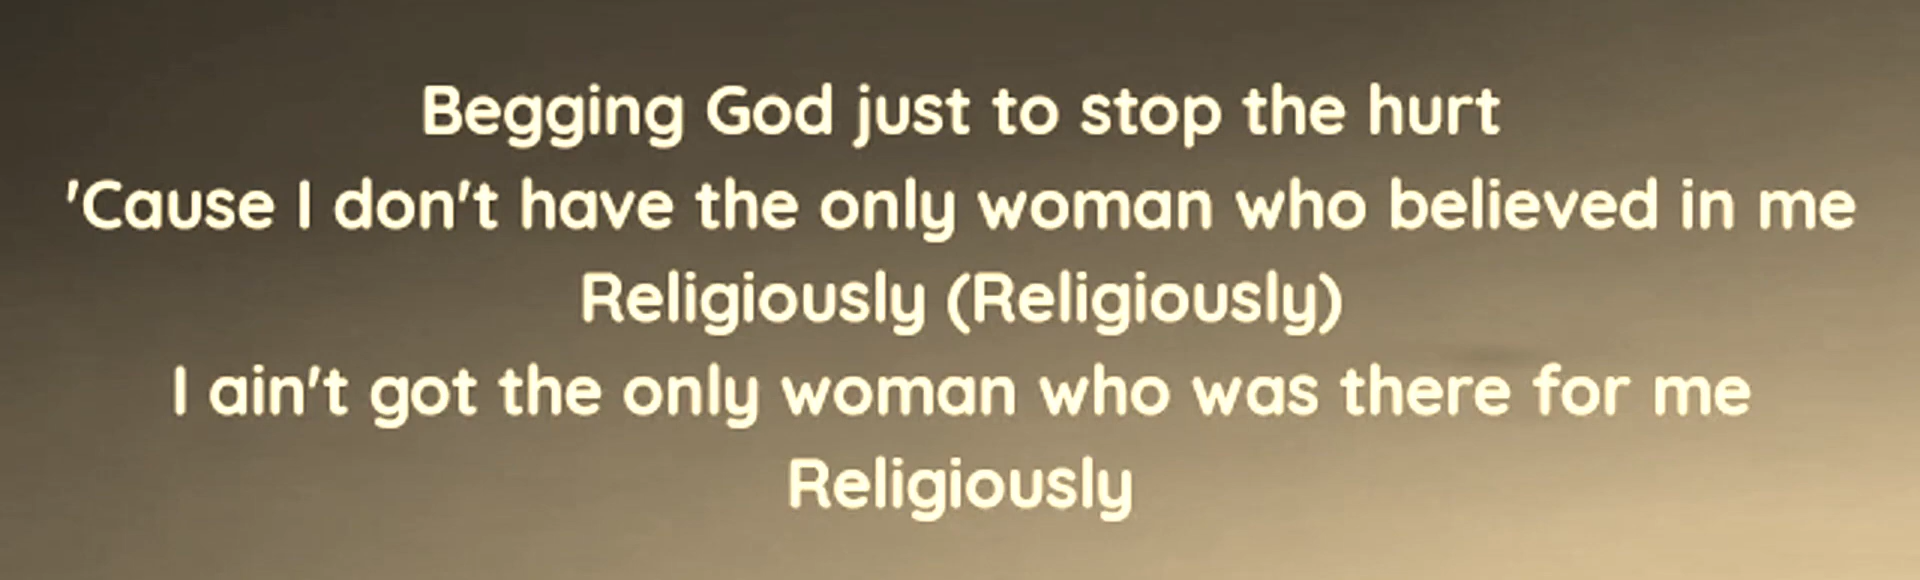 Begging God just to stop the hurt
'Cause I don't have the only woman who believed in me
Religiously (Religiously)
I ain't got the only woman who was there for me
Religiously